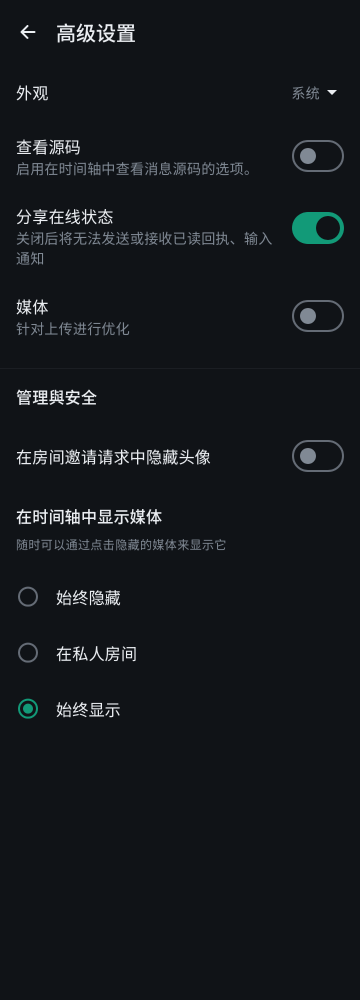 高级设置
外观
系统
查看源码
启用在时间轴中查看消息源码的选项。
分享在线状态
关闭后将无法发送或接收已读回执、输入
通知
媒体
针对上传进行优化
管理與安全
在房间邀请请求中隐藏头像
在时间轴中显示媒体
随时可以通过点击隐藏的媒体来显示它
始终隐藏
在私人房间
始终显示